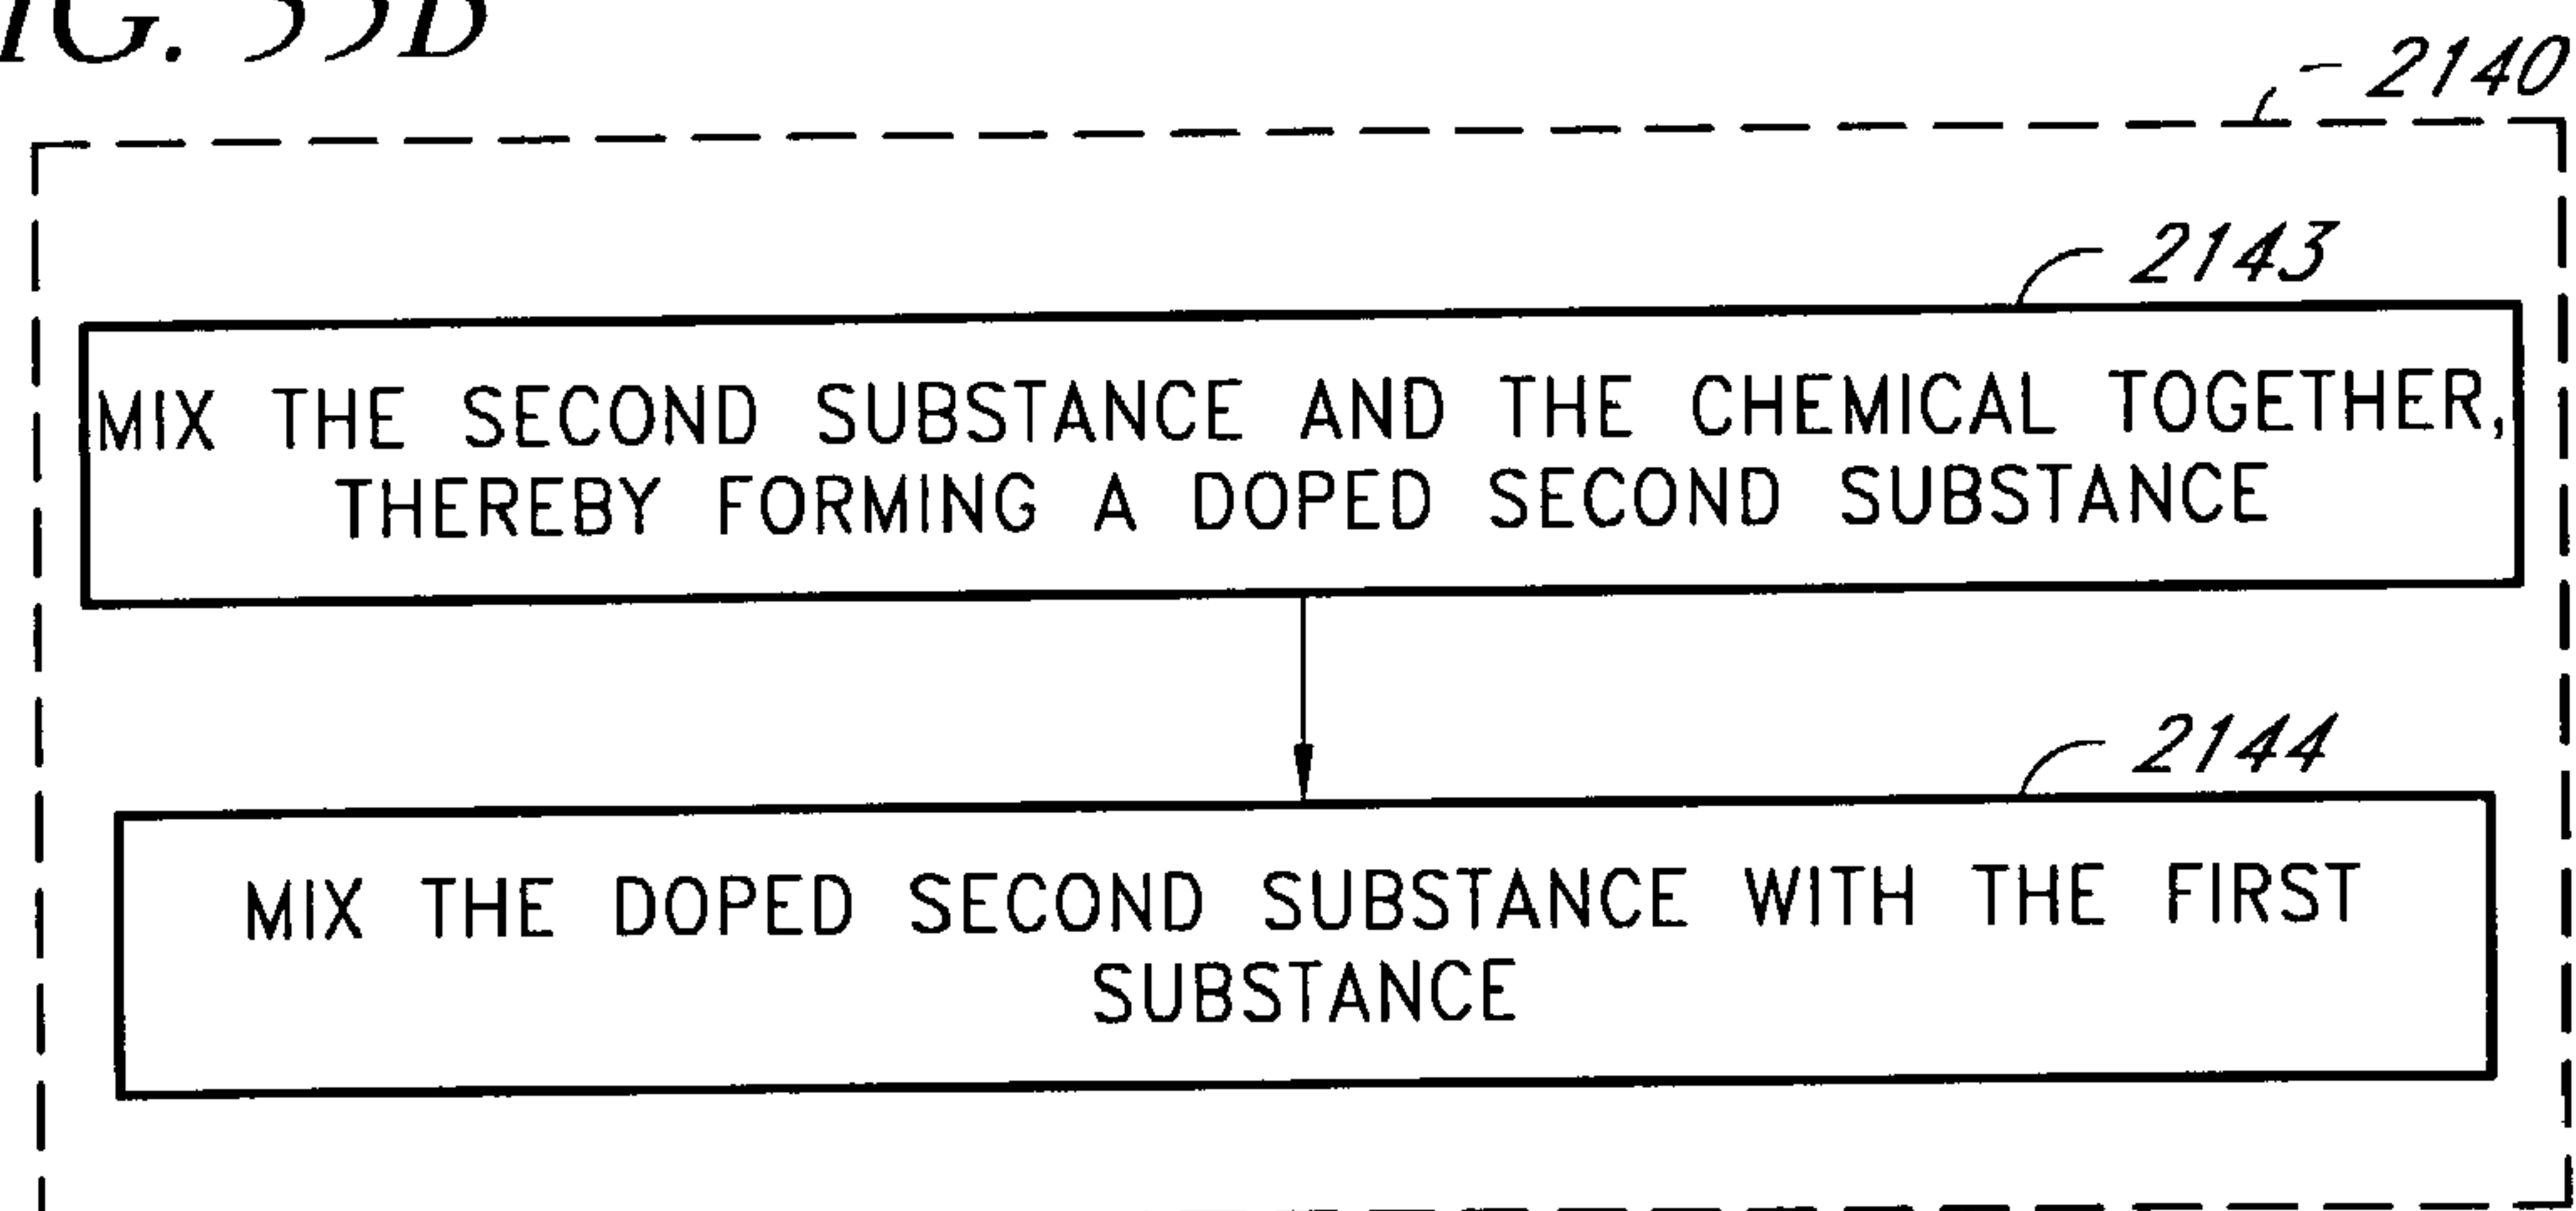 2140
2143
MIX THE SECOND SUBSTANCE AND THE CHEMICAL TOGETHER,
THEREBY FORMING A DOPED SECOND SUBSTANCE
2144
MIX THE DOPED SECOND SUBSTANCE WITH THE FIRST
SUBSTANCE